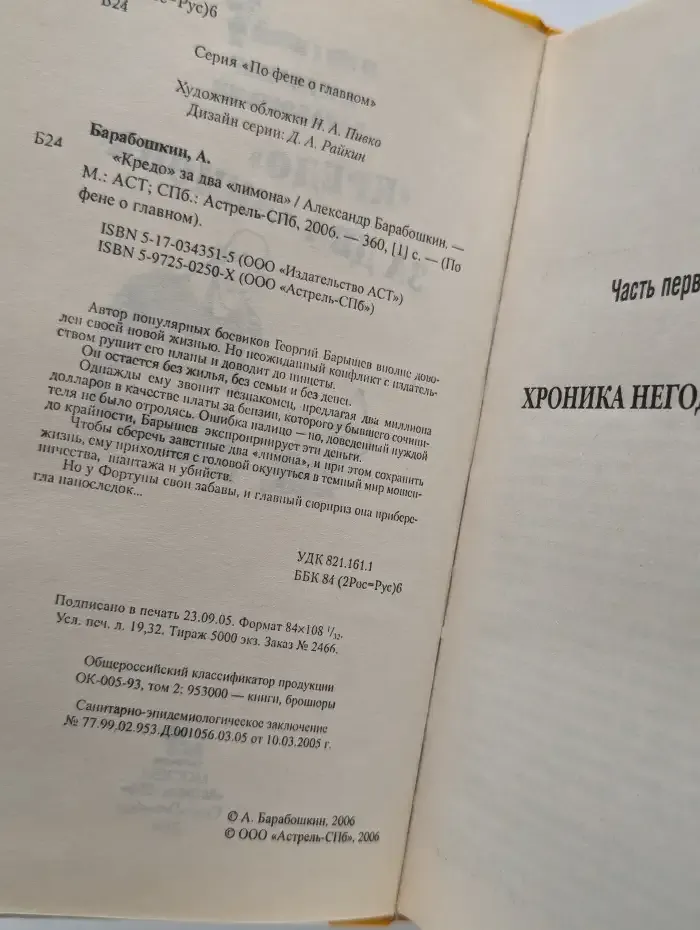 Рус)6
Б24
Серия «По фене о главном»
Художник обложки Н. А. Пивко
Дизайн серии: Д. А. Райкин
Барабошкин, А.
Б24
«Кредо» за два «лимона» / Александр Барабошкин. —
М.: АСТ; СПб.: Астрель-СПб, 2006. — 360, [1] с. — (По
фене о главном).
ISBN 5-17-034351-5 (ООО «Издательство АСТ»)
ISBN 5-9725-0250-X (ООО «Астрель-СПб»)
Автор популярных боевиков Георгий Барышев вполне дово-
лен своей новой жизнью. Но неожиданный конфликт с издатель-
ством рушит его планы и доводит до нищеты.
Он остается без жилья, без семьи и без денег.
Однажды ему звонит незнакомец, предлагая два миллиона
долларов в качестве платы за бензин, которого у бывшего сочини-
теля не было отродясь. Ошибка налицо — но, доведенный нуждой
до крайности, Барышев экспроприирует эти деньги.
Чтобы сберечь заветные два «лимона», и при этом сохранить
жизнь, ему приходится с головой окунуться в темный мир мошен-
ничества, шантажа и убийств.
Но у Фортуны свои забавы, и главный сюрприз она прибере-
гла напоследок...
УДК 821.161.1
ББК 84 (2Рос=Рус)6
Подписано в печать 23.09.05. Формат 84×108 1/32.
Усл. печ. л. 19,32. Тираж 5000 экз. Заказ № 2466.
Общероссийский классификатор продукции
ОК-005-93, том 2; 953000 — книги, брошюры
Санитарно-эпидемиологическое заключение
№ 77.99.02.953.Д.001056.03.05 от 10.03.2005 г.
© А. Барабошкин, 2006
© ООО «Астрель-СПб», 2006
Часть перв
ХРОНИКА НЕГОД